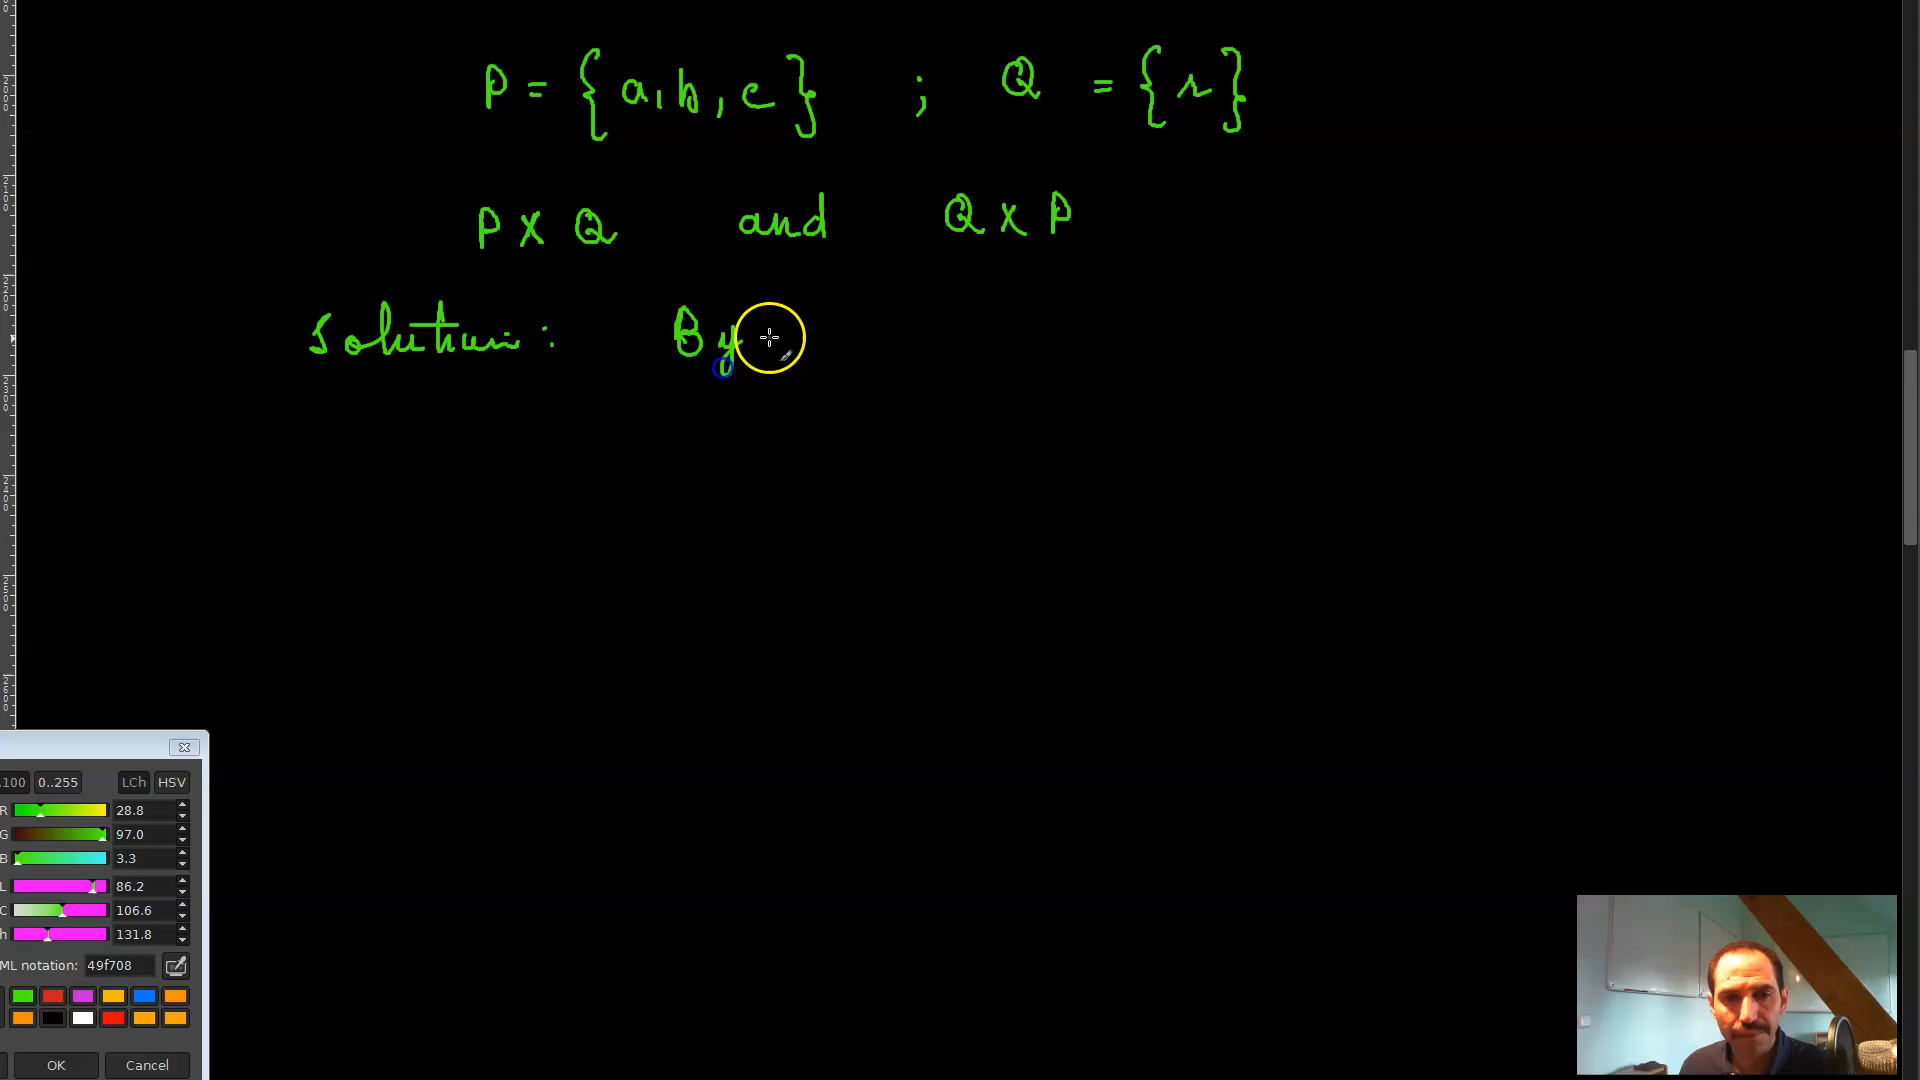 P = {a, b, c} ; Q = {r}
P X Q and Q X P
Solution: By
0..255 LCh HSV
R 28.8
G 97.0
B 3.3
L 86.2
C 106.6
h 131.8
ML notation: 49f708
OK Cancel